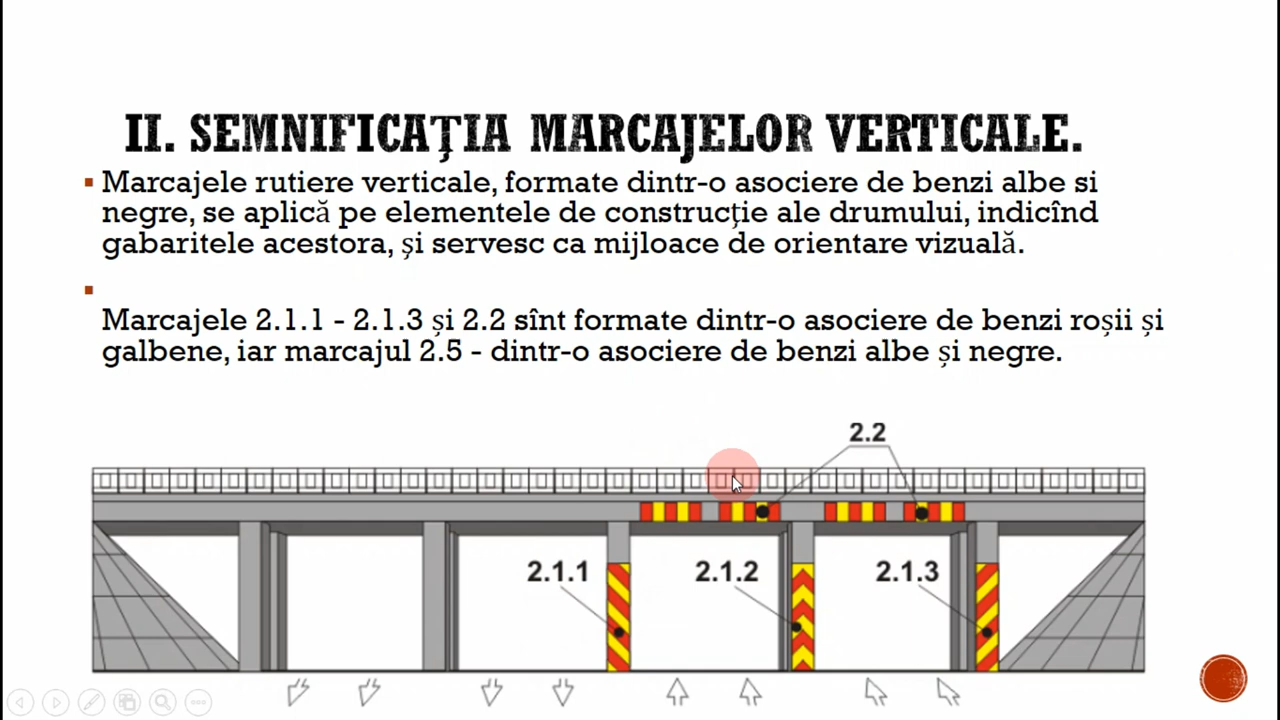 II. SEMNIFICAŢIA MARCAJELOR VERTICALE.
Marcajele rutiere verticale, formate dintr-o asociere de benzi albe si
negre, se aplică pe elementele de construcţie ale drumului, indicînd
gabaritele acestora, şi servesc ca mijloace de orientare vizuală.
Marcajele 2.1.1 - 2.1.3 şi 2.2 sînt formate dintr-o asociere de benzi roşii şi
galbene, iar marcajul 2.5 - dintr-o asociere de benzi albe şi negre.
2.2
2.1.1 2.1.2 2.1.3